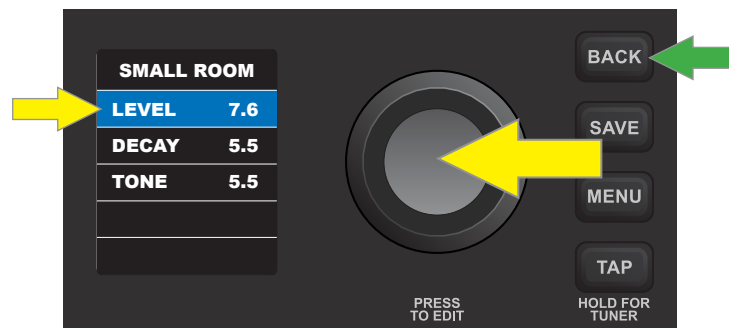 SMALL ROOM
LEVEL 7.6
DECAY 5.5
TONE 5.5
BACK
SAVE
MENU
TAP
PRESS
TO EDIT
HOLD FOR
TUNER